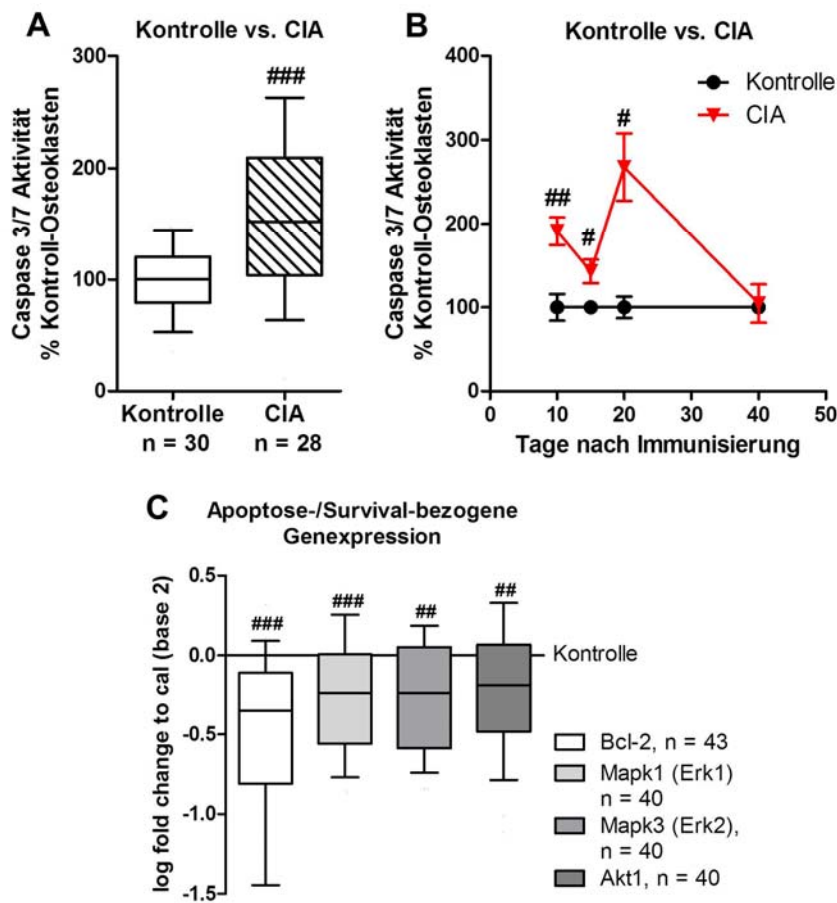 A
Kontrolle vs. CIA
Caspase 3/7 Aktivität
% Kontroll-Osteoklasten
300
200
100
0
###
Kontrolle
n = 30
CIA
n = 28
B
Kontrolle vs. CIA
Caspase 3/7 Aktivität
% Kontroll-Osteoklasten
400
300
200
100
0
Kontrolle
CIA
##
#
#
0 10 20 30 40 50
Tage nach Immunisierung
C
Apoptose-/Survival-bezogene
Genexpression
log fold change to cal (base 2)
0.5
0.0
-0.5
-1.0
-1.5
###
###
##
##
Kontrolle
Bcl-2, n = 43
Mapk1 (Erk1)
n = 40
Mapk3 (Erk2),
n = 40
Akt1, n = 40